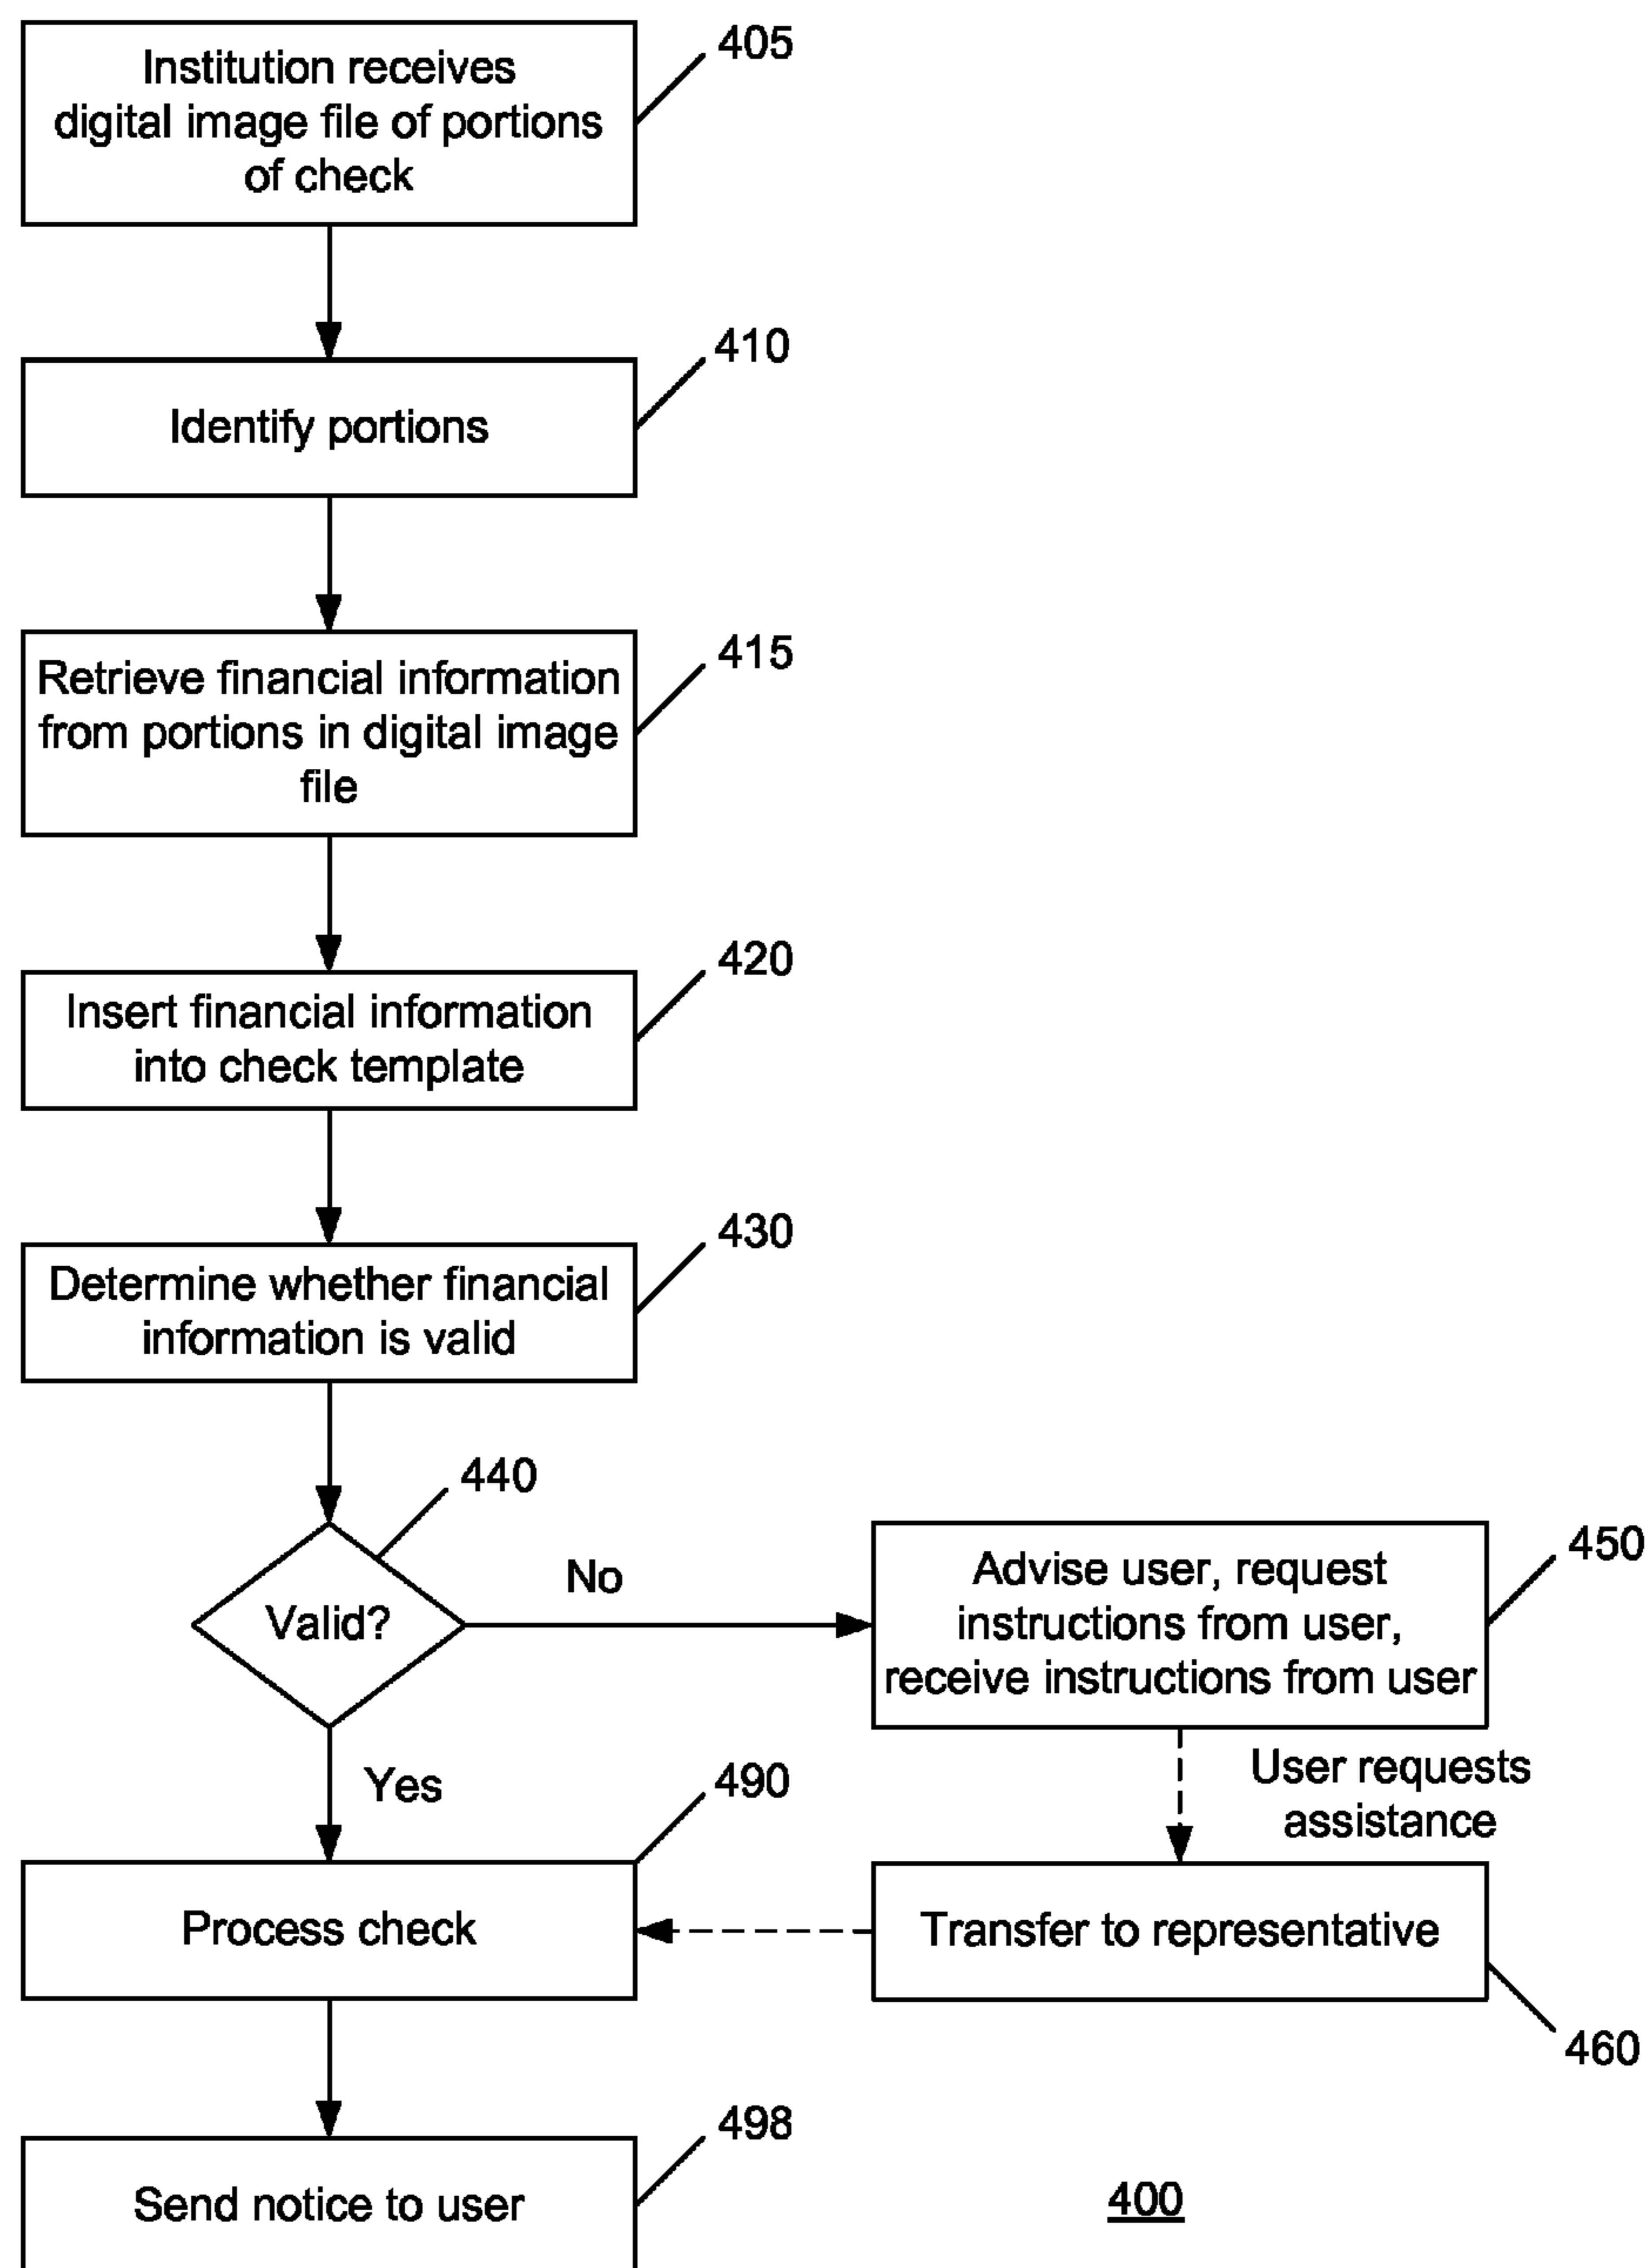 Institution receives
digital image file of portions
of check
405
Identify portions
410
Retrieve financial information
from portions in digital image
file
415
Insert financial information
into check template
420
Determine whether financial
information is valid
430
440
Valid?
No
Yes
Advise user, request
instructions from user,
receive instructions from user
450
User requests
assistance
Process check
490
Transfer to representative
460
Send notice to user
498
400